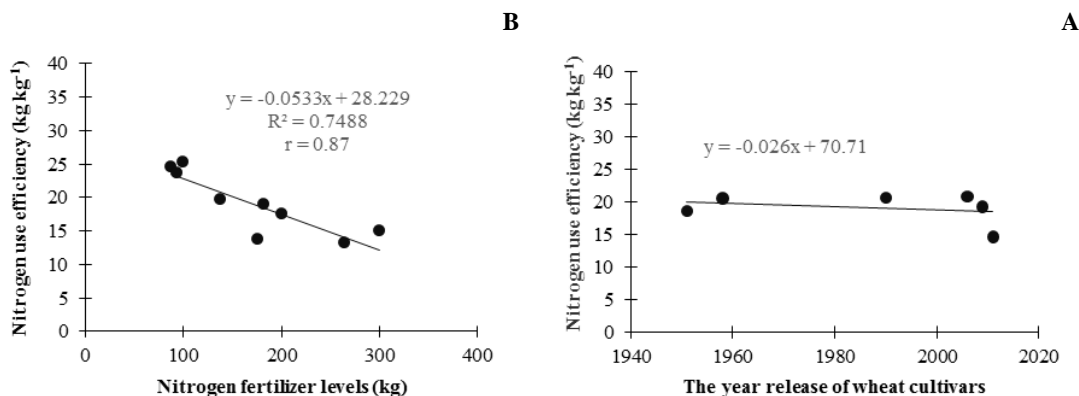 B
Nitrogen use efficiency (kg kg⁻¹)
40
35
30
25
20
15
10
5
0
y = -0.0533x + 28.229
R² = 0.7488
r = 0.87
0 100 200 300 400
Nitrogen fertilizer levels (kg)
A
Nitrogen use efficiency (kg kg⁻¹)
40
35
30
25
20
15
10
5
0
y = -0.026x + 70.71
1940 1960 1980 2000 2020
The year release of wheat cultivars